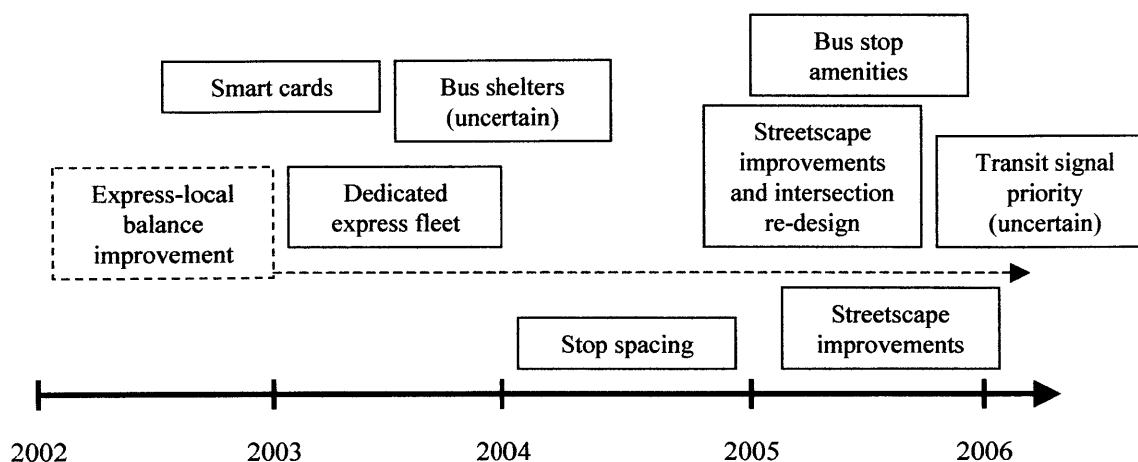 Bus stop
amenities
Smart cards
Bus shelters
(uncertain)
Streetscape
improvements
and intersection
re-design
Transit signal
priority
(uncertain)
Express-local
balance
improvement
Dedicated
express fleet
Stop spacing
Streetscape
improvements
2002
2003
2004
2005
2006